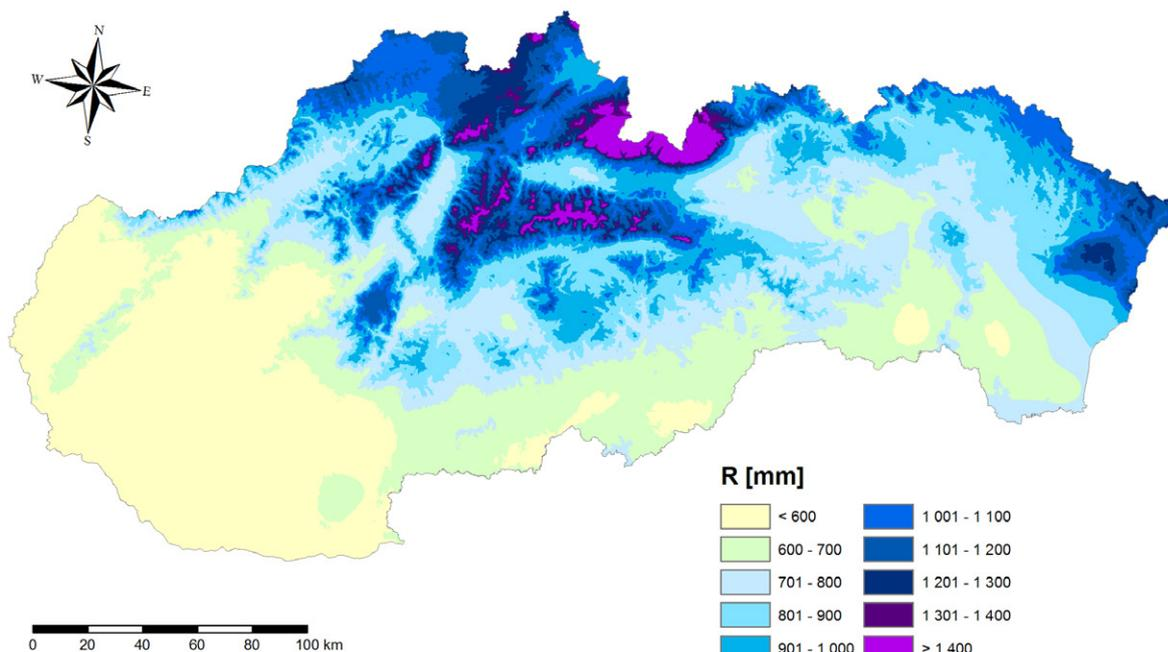 N
W
E
S
R [mm]
< 600
600 - 700
701 - 800
801 - 900
901 - 1 000
1 001 - 1 100
1 101 - 1 200
1 201 - 1 300
1 301 - 1 400
> 1 400
0 20 40 60 80 100 km